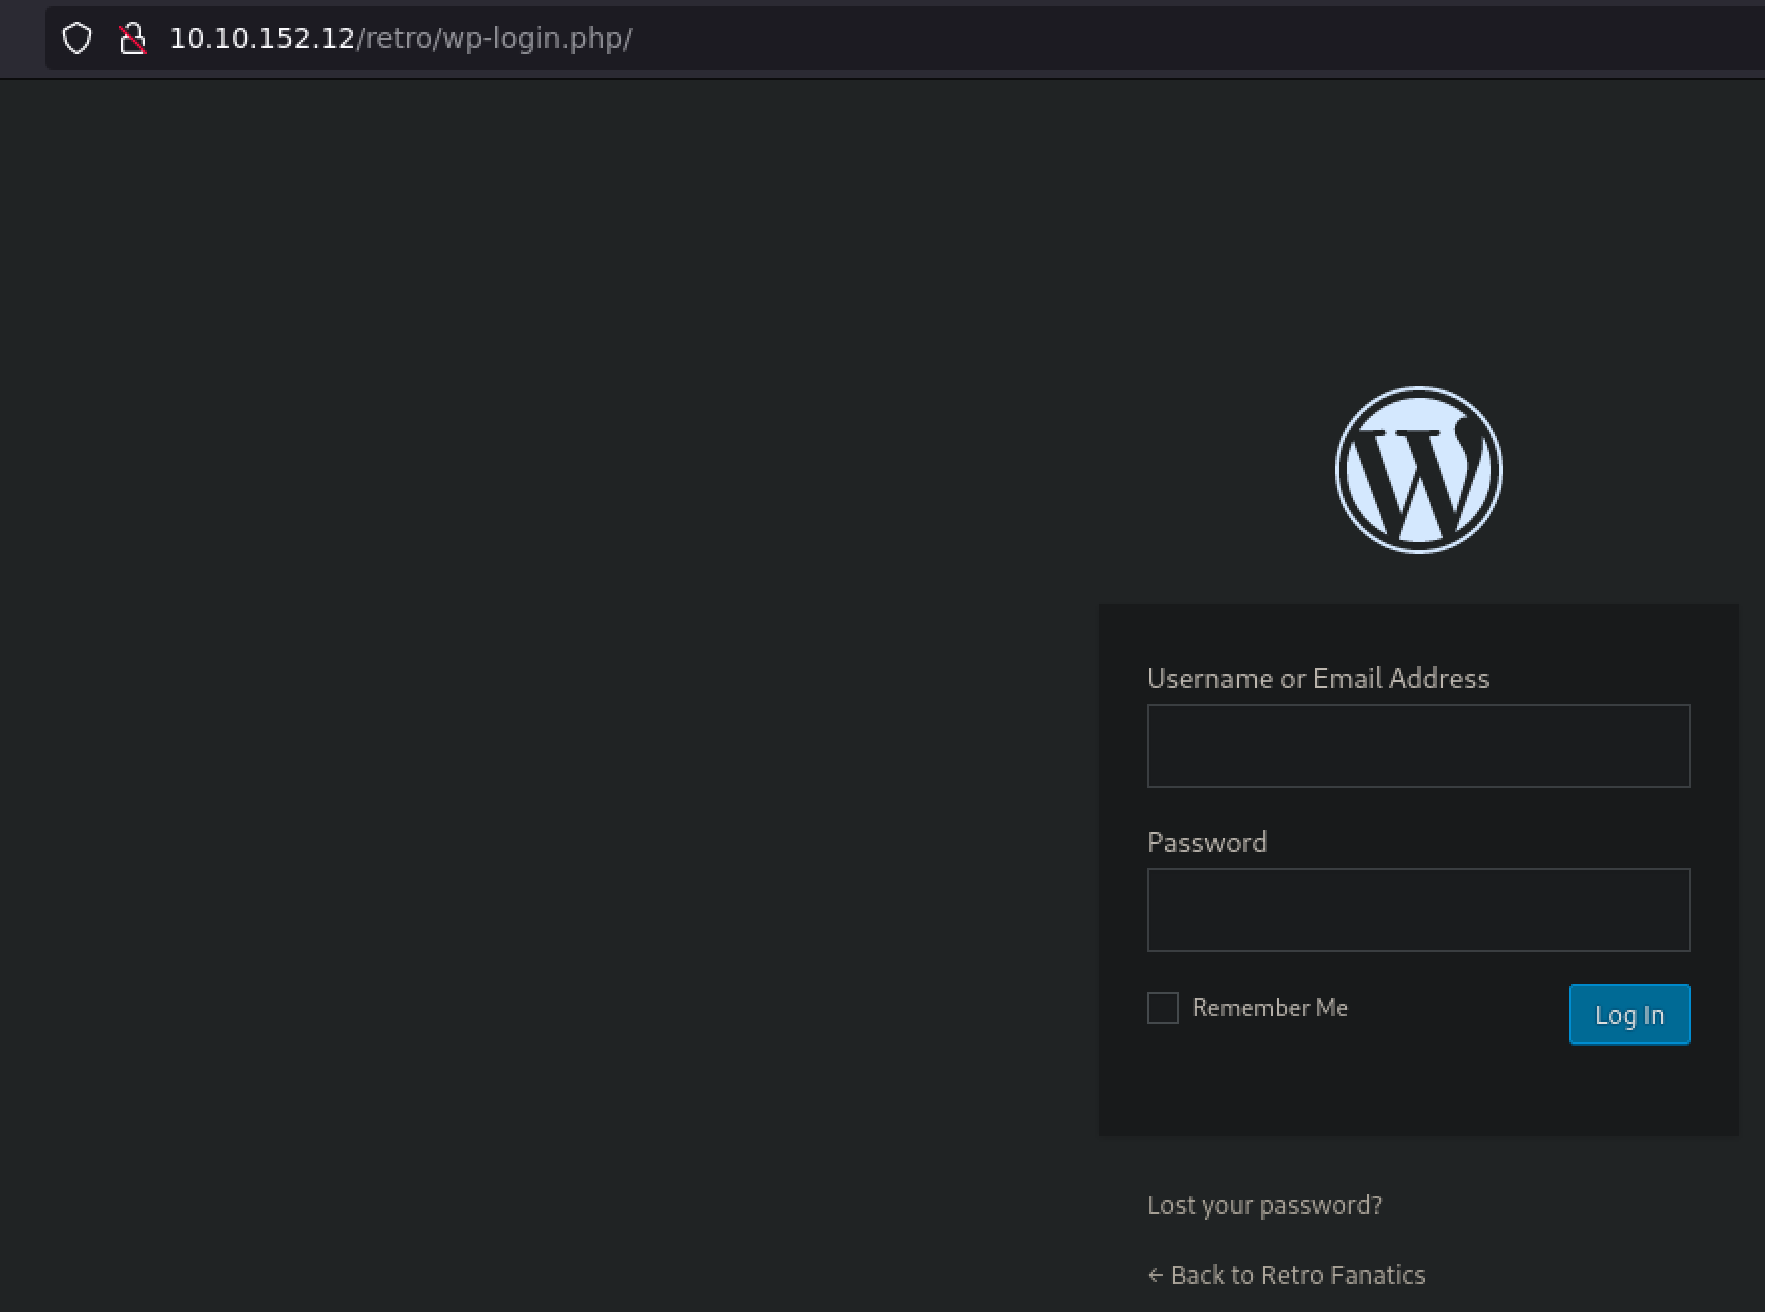 10.10.152.12/retro/wp-login.php/
Username or Email Address
Password
Remember Me
Log In
Lost your password?
← Back to Retro Fanatics